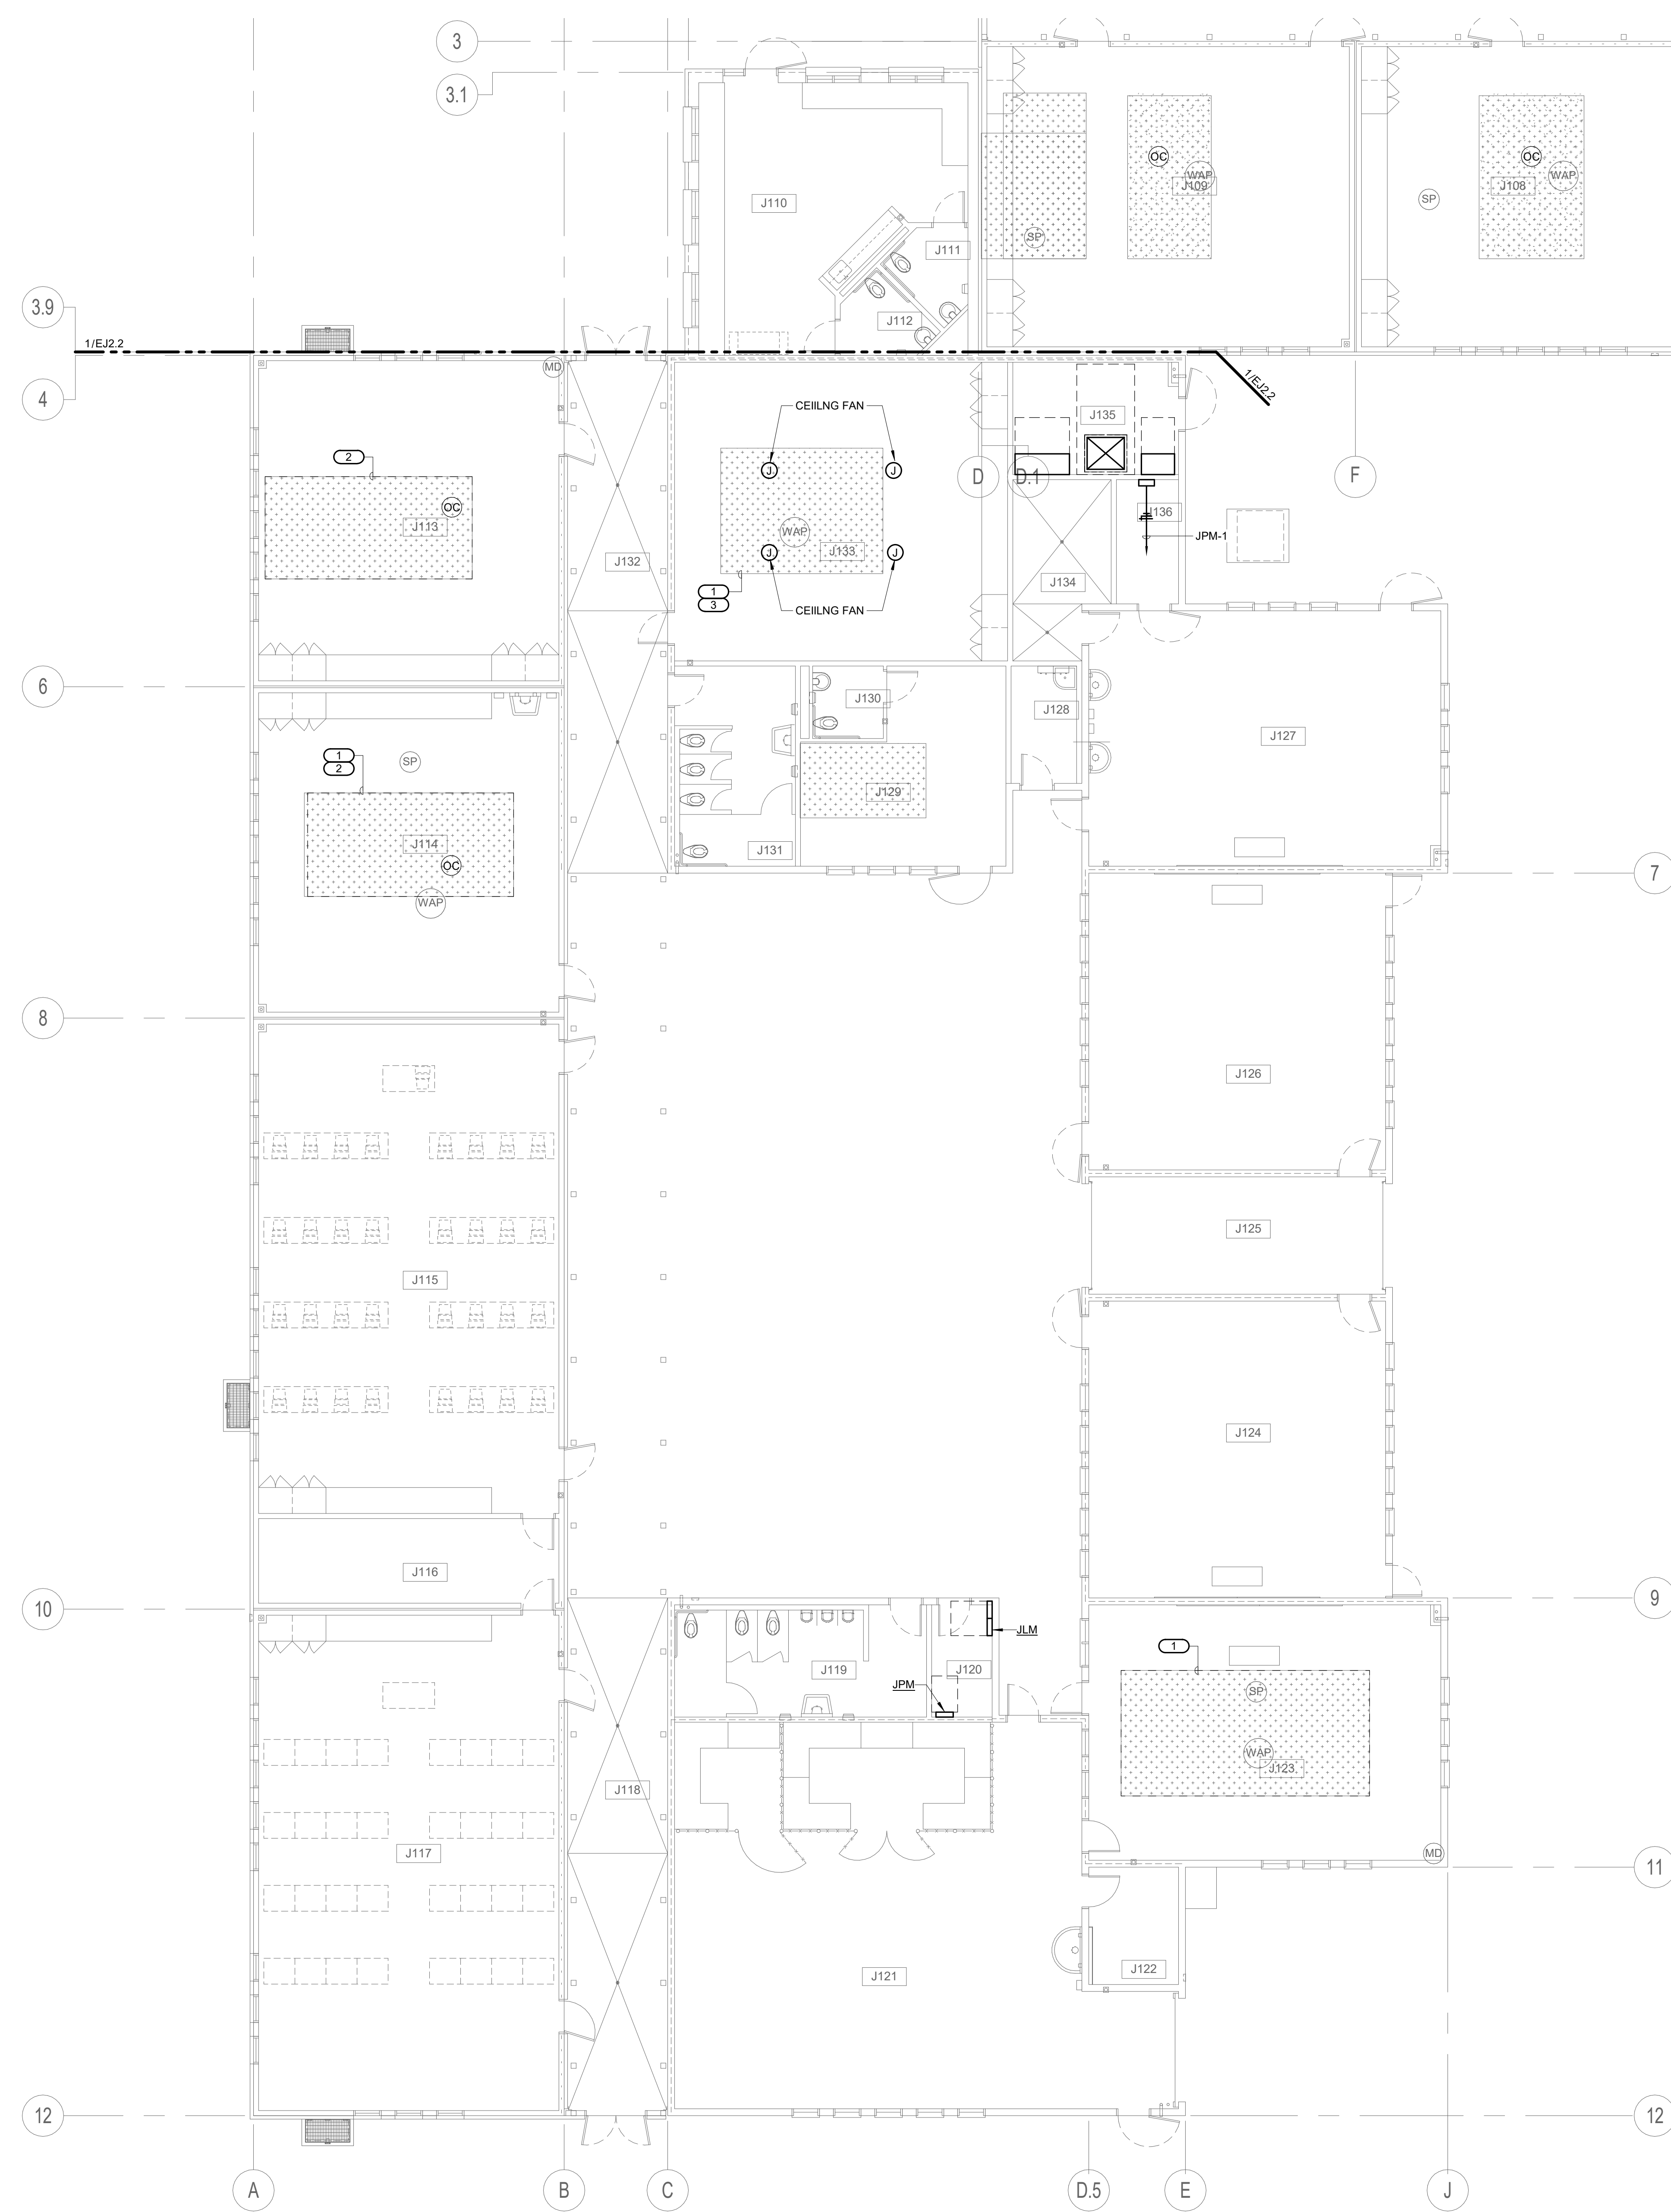 3
3.1
OC
WAP
J109
OC
WAP
J108
SP
J110
SP
J111
3.9
J112
1/EJ2.2
MD
4
1/EJ2.2
CEIILNG FAN
J135
2
J
J
D
D.1
F
OC
J113
J136
WAP
JPM-1
J133
J132
J
J
J134
1
3
CEIILNG FAN
6
J130
J128
J127
1
2
SP
J129
J114
J131
OC
7
WAP
8
J126
J125
J115
J124
J116
10
9
JLM
1
J119
J120
JPM
SP
WAP
J123
J118
J117
MD
11
J121
J122
12
12
A
B
C
D.5
E
J